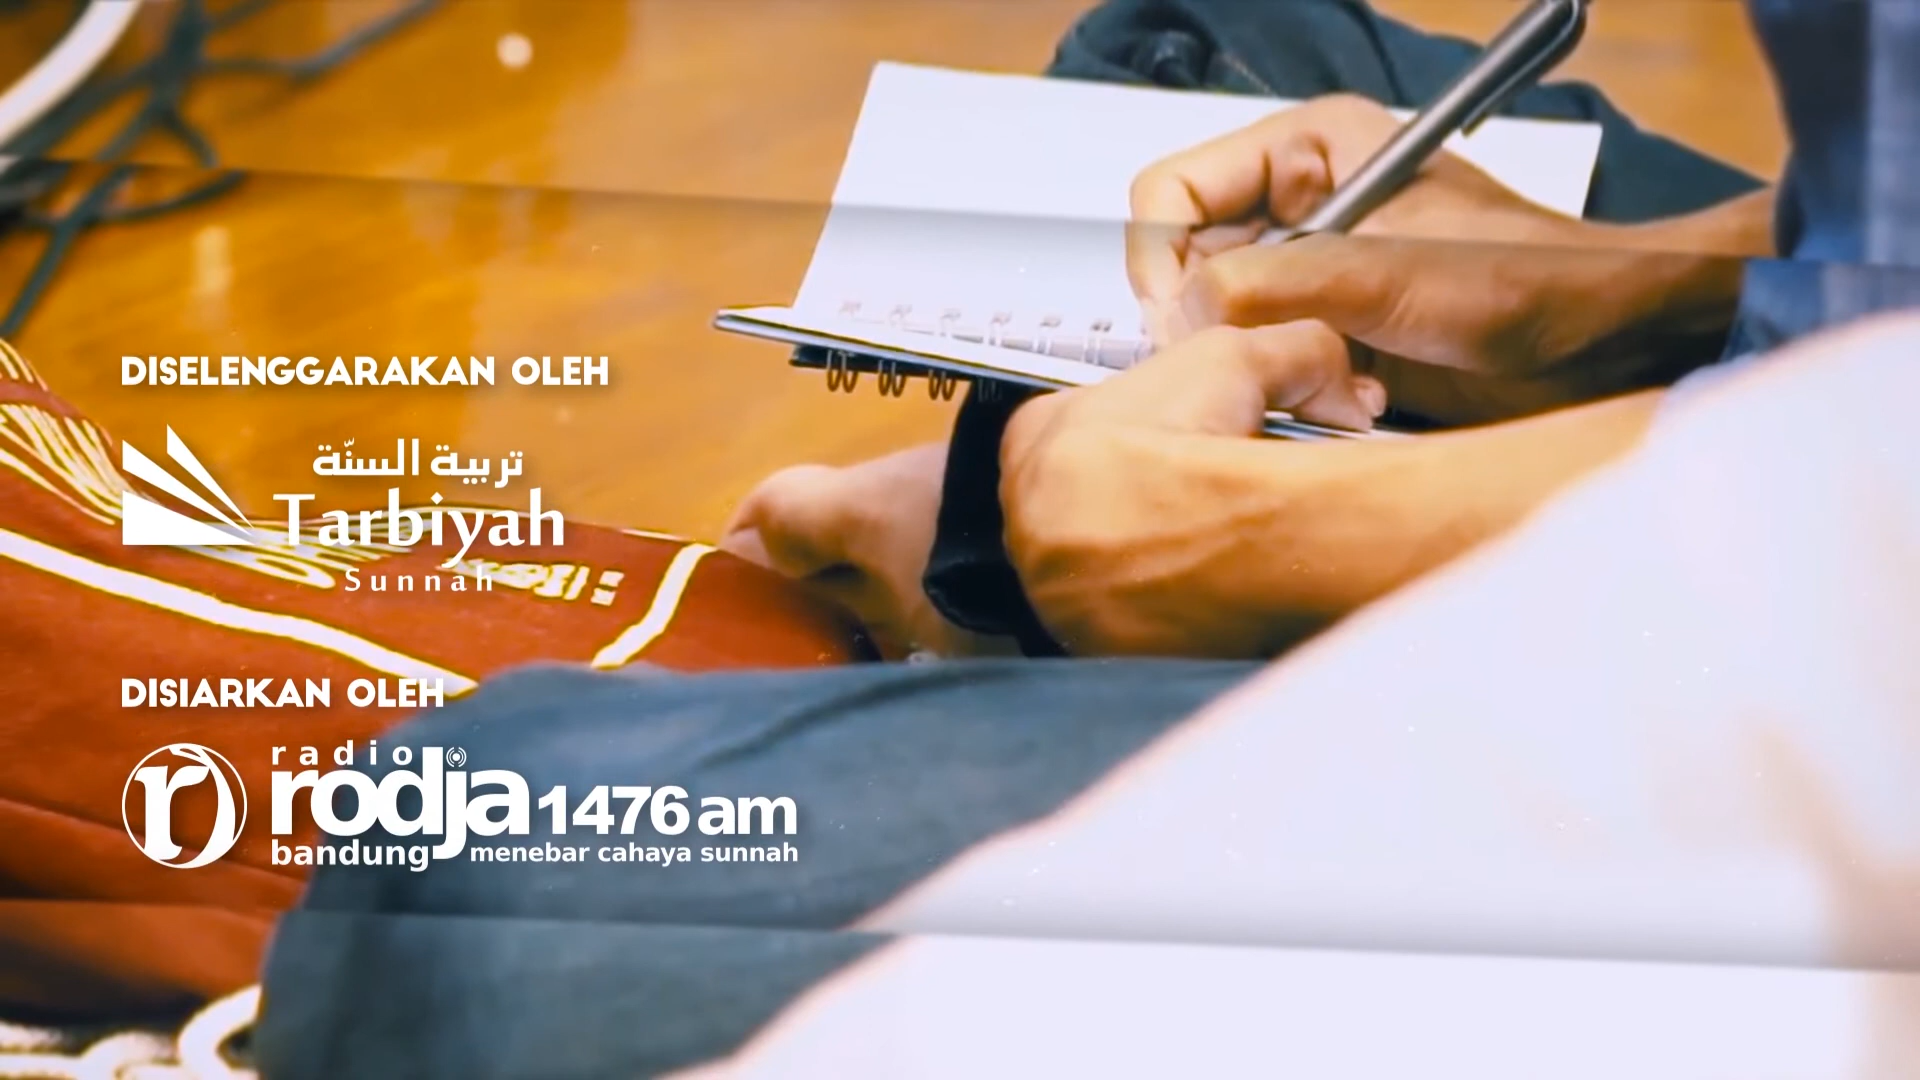 DISELENGGARAKAN OLEH
تربية السنّة
Tarbiyah
Sunnah
DISIARKAN OLEH
radio
rodja 1476 am
bandung menebar cahaya sunnah